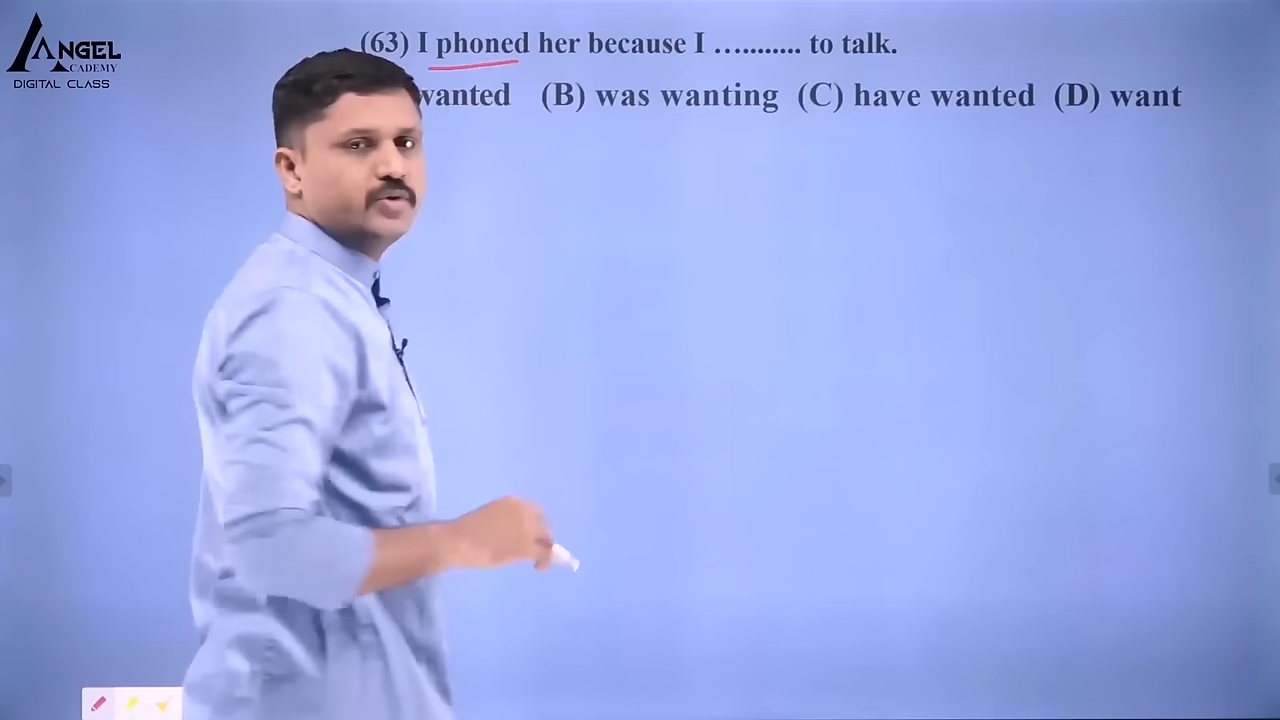 ANGEL
ACADEMY
DIGITAL CLASS
(63) I phoned her because I …........ to talk.
wanted (B) was wanting (C) have wanted (D) want